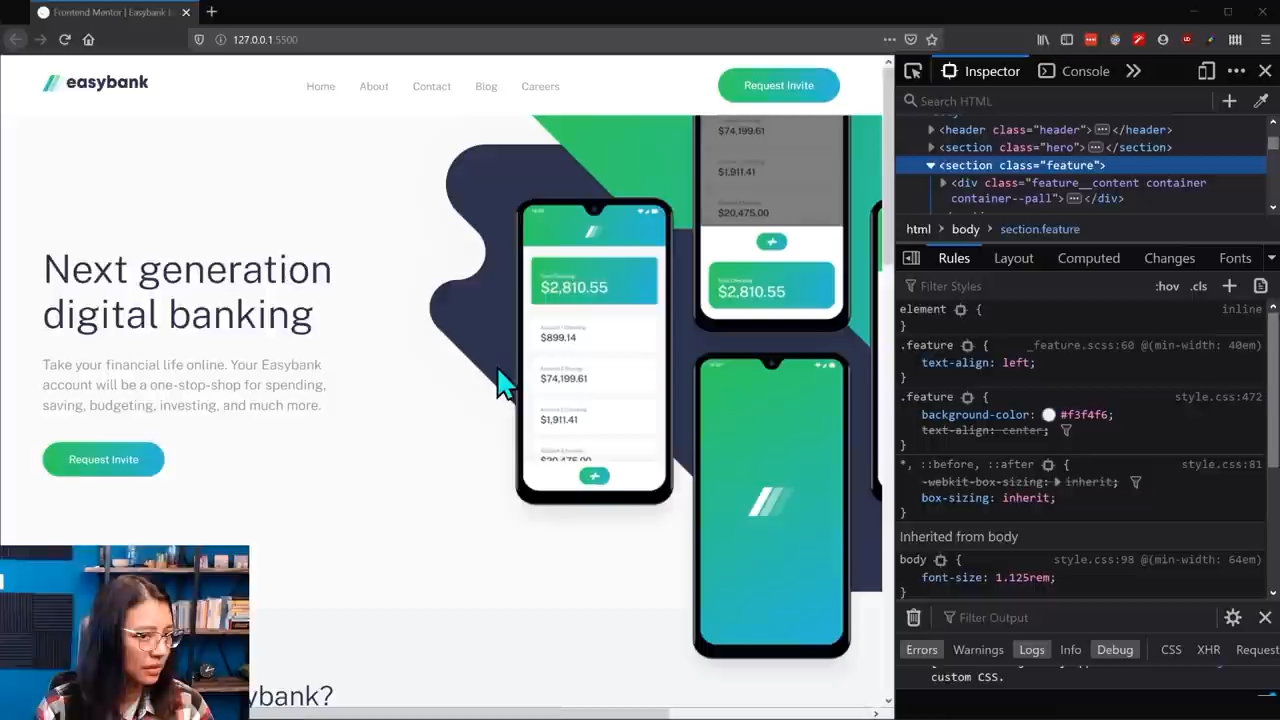 Frontend Mentor | Easybank
127.0.0.1:5500
easybank
Home
About
Contact
Blog
Careers
Request Invite
Next generation
digital banking
Take your financial life online. Your Easybank
account will be a one-stop-shop for spending,
saving, budgeting, investing, and much more.
Request Invite
$2,810.55
$899.14
$74,199.61
$1,911.41
$20,475.00
$74,199.61
$1,911.41
$20,475.00
$2,810.55
ybank?
Inspector
Console
Search HTML
<header class="header"> </header>
<section class="hero"> </section>
<section class="feature">
<div class="feature__content container
container--pall"> </div>
html
body
section.feature
Rules
Layout
Computed
Changes
Fonts
Filter Styles
:hov
.cls
element {
inline
}
.feature {
_feature.scss:60 @(min-width: 40em)
text-align: left;
}
.feature {
style.css:472
background-color: #f3f4f6;
text-align: center;
}
*, ::before, ::after {
style.css:81
-webkit-box-sizing: inherit;
box-sizing: inherit;
}
Inherited from body
body {
style.css:98 @(min-width: 64em)
font-size: 1.125rem;
}
Filter Output
Errors
Warnings
Logs
Info
Debug
CSS
XHR
Request
custom CSS.